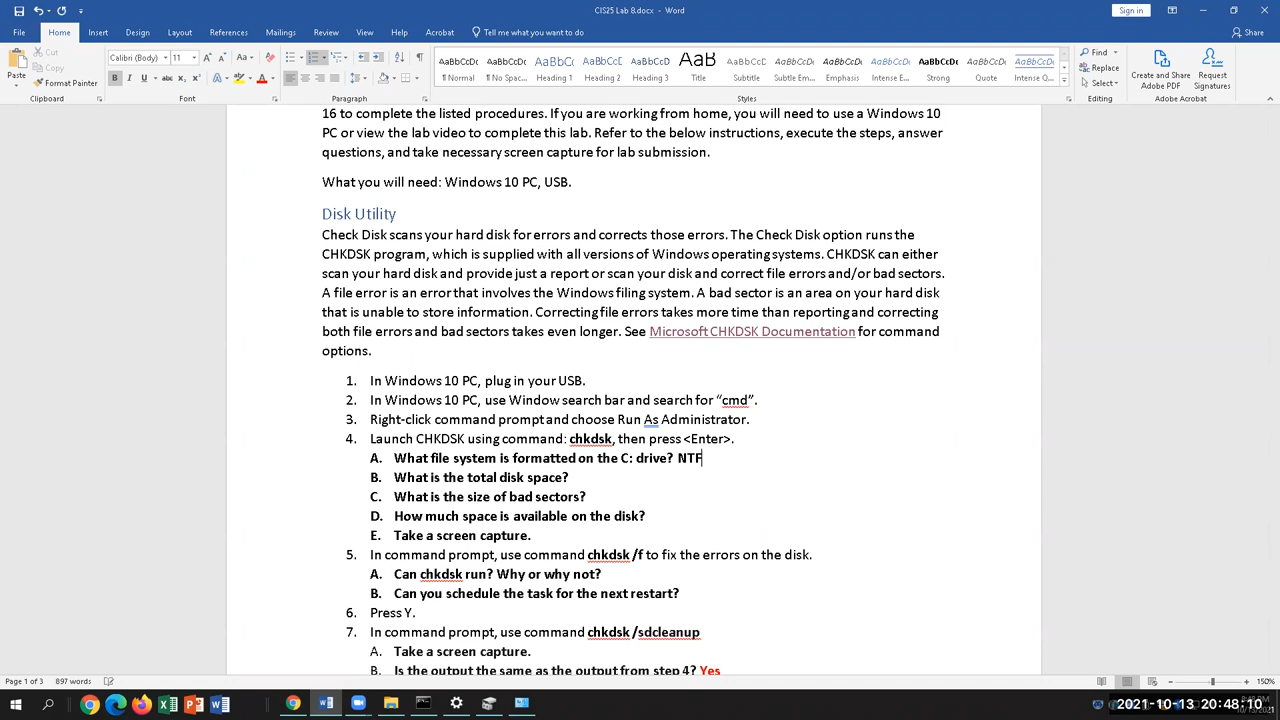 CIS25 Lab 8.docx - Word
Sign in
File Home Insert Design Layout References Mailings Review View Acrobat Tell me what you want to do
Share
Paste
Cut
Copy
Format Painter
Clipboard
Calibri (Body) 11
Font
Paragraph
AaBbCcDc AaBbCcDc AaBbC AaBbCcC AaBbCcD AaB AaBbCcD AaBbCcDc AaBbCcDc AaBbCcDc AaBbCcDc AaBbCcDc AaBbCcDc
¶ Normal ¶ No Spac... Heading 1 Heading 2 Heading 3 Title Subtitle Subtle Em... Emphasis Intense E... Strong Quote Intense Q...
Styles
Find
Replace
Select
Editing
Create and Share Adobe PDF
Request Signatures
Adobe Acrobat
16 to complete the listed procedures. If you are working from home, you will need to use a Windows 10
PC or view the lab video to complete this lab. Refer to the below instructions, execute the steps, answer
questions, and take necessary screen capture for lab submission.
What you will need: Windows 10 PC, USB.
Disk Utility
Check Disk scans your hard disk for errors and corrects those errors. The Check Disk option runs the
CHKDSK program, which is supplied with all versions of Windows operating systems. CHKDSK can either
scan your hard disk and provide just a report or scan your disk and correct file errors and/or bad sectors.
A file error is an error that involves the Windows filing system. A bad sector is an area on your hard disk
that is unable to store information. Correcting file errors takes more time than reporting and correcting
both file errors and bad sectors takes even longer. See Microsoft CHKDSK Documentation for command
options.
1. In Windows 10 PC, plug in your USB.
2. In Windows 10 PC, use Window search bar and search for “cmd”.
3. Right-click command prompt and choose Run As Administrator.
4. Launch CHKDSK using command: chkdsk, then press <Enter>.
A. What file system is formatted on the C: drive? NTF
B. What is the total disk space?
C. What is the size of bad sectors?
D. How much space is available on the disk?
E. Take a screen capture.
5. In command prompt, use command chkdsk /f to fix the errors on the disk.
A. Can chkdsk run? Why or why not?
B. Can you schedule the task for the next restart?
6. Press Y.
7. In command prompt, use command chkdsk /sdcleanup
A. Take a screen capture.
B. Is the output the same as the output from step 4? Yes
Page 1 of 3 897 words
150%
2021-10-13 20:48:10